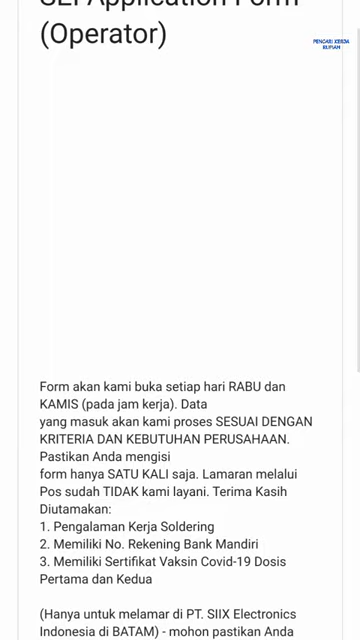 (Operator)
PENCARI KERJA
RUMAH
Form akan kami buka setiap hari RABU dan
KAMIS (pada jam kerja). Data
yang masuk akan kami proses SESUAI DENGAN
KRITERIA DAN KEBUTUHAN PERUSAHAAN.
Pastikan Anda mengisi
form hanya SATU KALI saja. Lamaran melalui
Pos sudah TIDAK kami layani. Terima Kasih
Diutamakan:
1. Pengalaman Kerja Soldering
2. Memiliki No. Rekening Bank Mandiri
3. Memiliki Sertifikat Vaksin Covid-19 Dosis
Pertama dan Kedua
(Hanya untuk melamar di PT. SIIX Electronics
Indonesia di BATAM) - mohon pastikan Anda